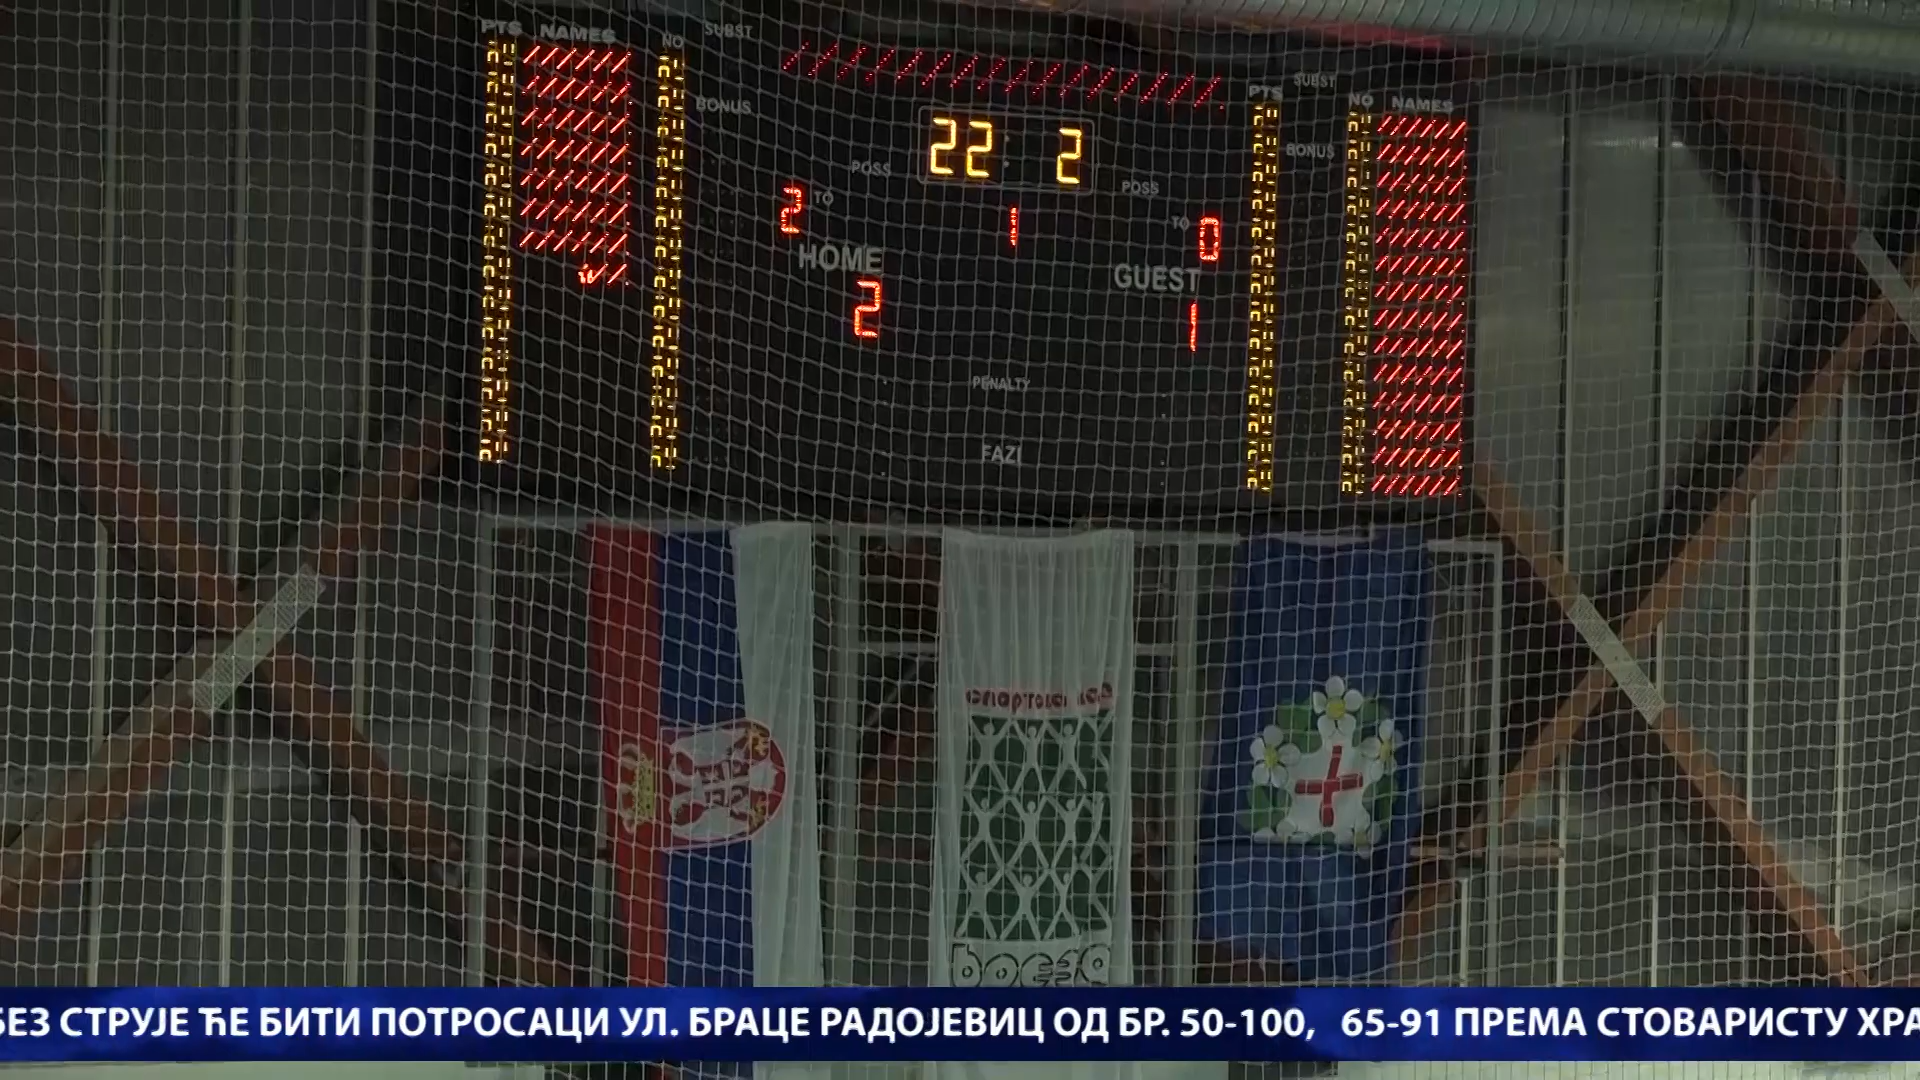 PTS NAMES NO SUBST
BONUS
22: 2
POSS POSS
2 TO 1 TO 0
HOME GUEST
2 1
PENALTY
FAZI
PTS SUBST NO NAMES
BONUS
БЕЗ СТРУЈЕ ЋЕ БИТИ ПОТРОСАЦИ УЛ. БРАЦЕ РАДОЈЕВИЦ ОД БР. 50-100, 65-91 ПРЕМА СТОВАРИСТУ ХРА